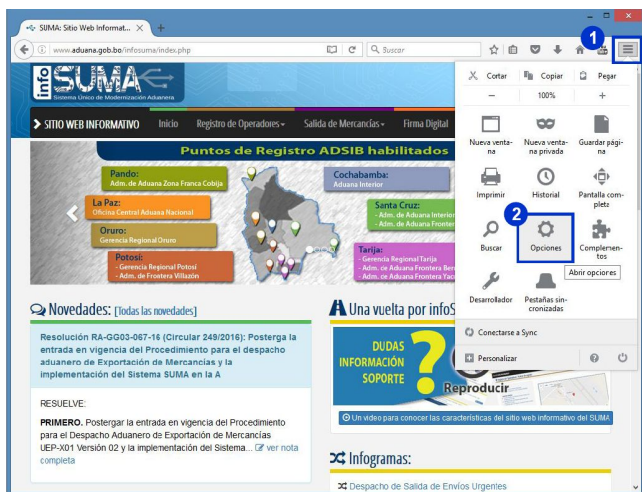 SUMA: Sitio Web Informat...
1
www.aduana.gob.bo/infosuma/index.php
Buscar
info SUMA
Sistema Único de Modernización Aduanera
SITIO WEB INFORMATIVO
Inicio
Registro de Operadores
Salida de Mercancías
Firma Digital
Puntos de Registro ADSIB habilitados
Pando:
Adm. de Aduana Zona Franca Cobija
La Paz:
Oficina Central Aduana Nacional
Oruro:
Gerencia Regional Oruro
Potosí:
- Gerencia Regional Potosí
- Adm. de Frontera Villazón
Cochabamba:
Aduana Interior
Santa Cruz:
- Adm. de Aduana Interior
- Adm. de Aduana Fronter
Tarija:
- Gerencia Regional Tarija
- Adm. de Aduana Frontera Ber
- Adm. de Aduana Frontera Yac
Cortar
Copiar
Pegar
−
100%
+
Nueva venta-
na
Nueva venta-
na privada
Guardar pági-
na
Imprimir
Historial
Pantalla com-
pleta
2
Buscar
Opciones
Complemen-
tos
Abrir opciones
Desarrollador
Pestañas sin-
cronizadas
Conectarse a Sync
Personalizar
Novedades: [Todas las novedades]
Resolución RA-GG03-067-16 (Circular 249/2016): Posterga la
entrada en vigencia del Procedimiento para el despacho
aduanero de Exportación de Mercancías y la
implementación del Sistema SUMA en la A
RESUELVE:
PRIMERO. Postergar la entrada en vigencia del Procedimiento
para el Despacho Aduanero de Exportación de Mercancías
UEP-X01 Versión 02 y la implementación del Sistema... ver nota
completa
Una vuelta por infoS
DUDAS
INFORMACIÓN
SOPORTE
?
Reproducir
Un video para conocer las características del sitio web informativo del SUMA
Infogramas:
Despacho de Salida de Envíos Urgentes